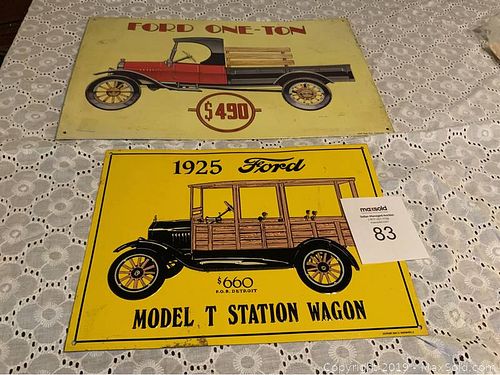 FORD ONE-TON
$490
1925 Ford
maxsold
83
$660
F.O.B. DETROIT
MODEL T STATION WAGON
Copyright 2019 - MaxSold.com